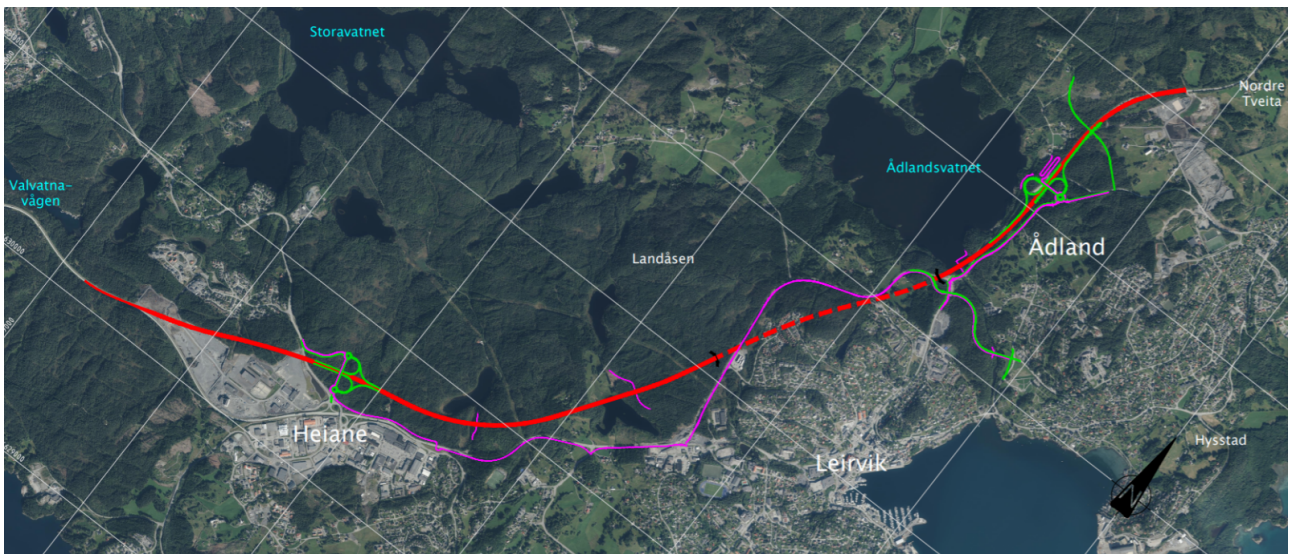 Storavatnet
Nordre
Tveita
Ådlandsvatnet
Valvatna-
vågen
Landåsen
Ådland
Heiane
Leirvik
Hysstad
N